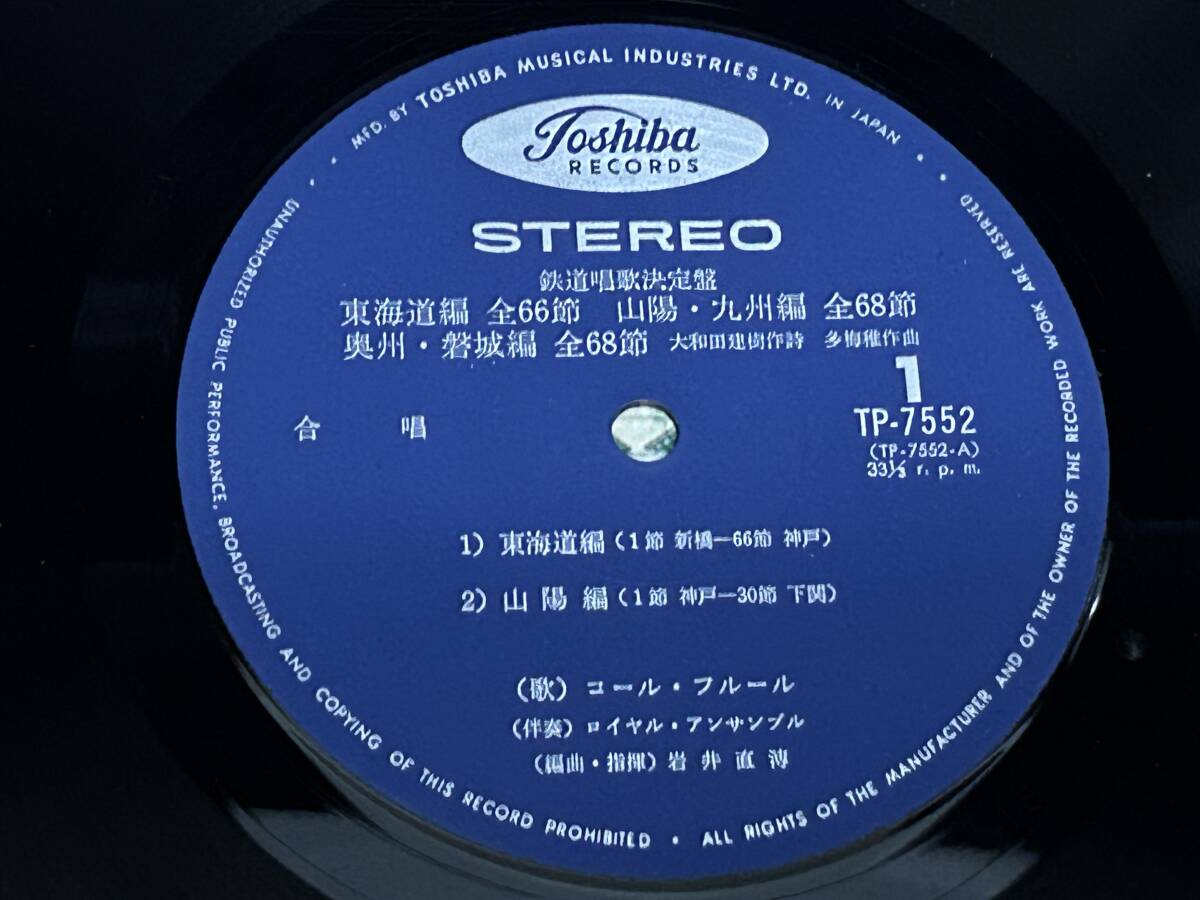 MFD. BY TOSHIBA MUSICAL INDUSTRIES LTD. IN JAPAN
Toshiba
RECORDS
STEREO
鉄道唱歌決定盤
東海道編 全66節 山陽・九州編 全68節
奥州・磐城編 全68節 大和田建樹作詩 多梅稚作曲
1
合唱
TP-7552
(TP-7552-A)
33⅓ r. p. m.
1) 東海道編(1節 新橋―66節 神戸)
2) 山陽編(1節 神戸―30節 下関)
(歌) コール・フルール
(伴奏) ロイヤル・アンサンブル
(編曲・指揮) 岩井直溥
UNAUTHORIZED PUBLIC PERFORMANCE, BROADCASTING AND COPYING OF THIS RECORD PROHIBITED • ALL RIGHTS OF THE MANUFACTURER AND OF THE OWNER OF THE RECORDED WORK ARE RESERVED